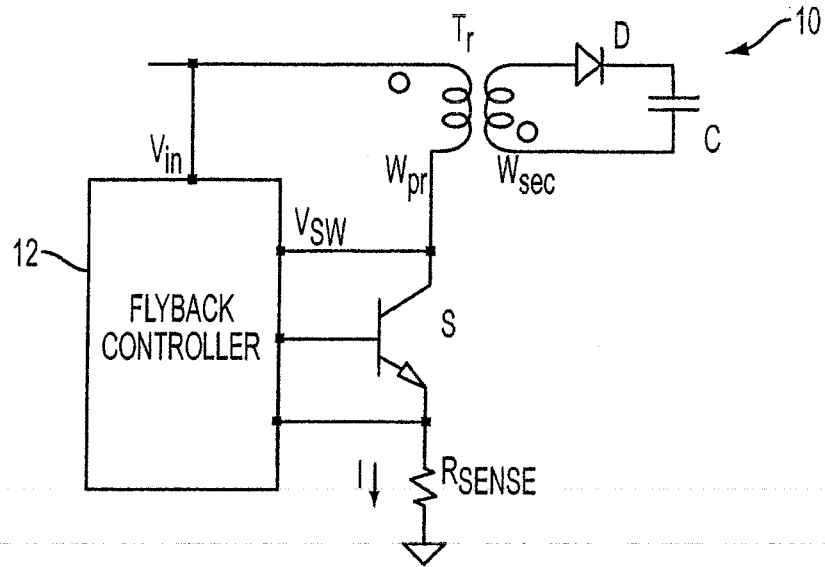 10
Tr
D
C
Vin
Wpr
Wsec
12
VSW
FLYBACK
CONTROLLER
S
I
RSENSE